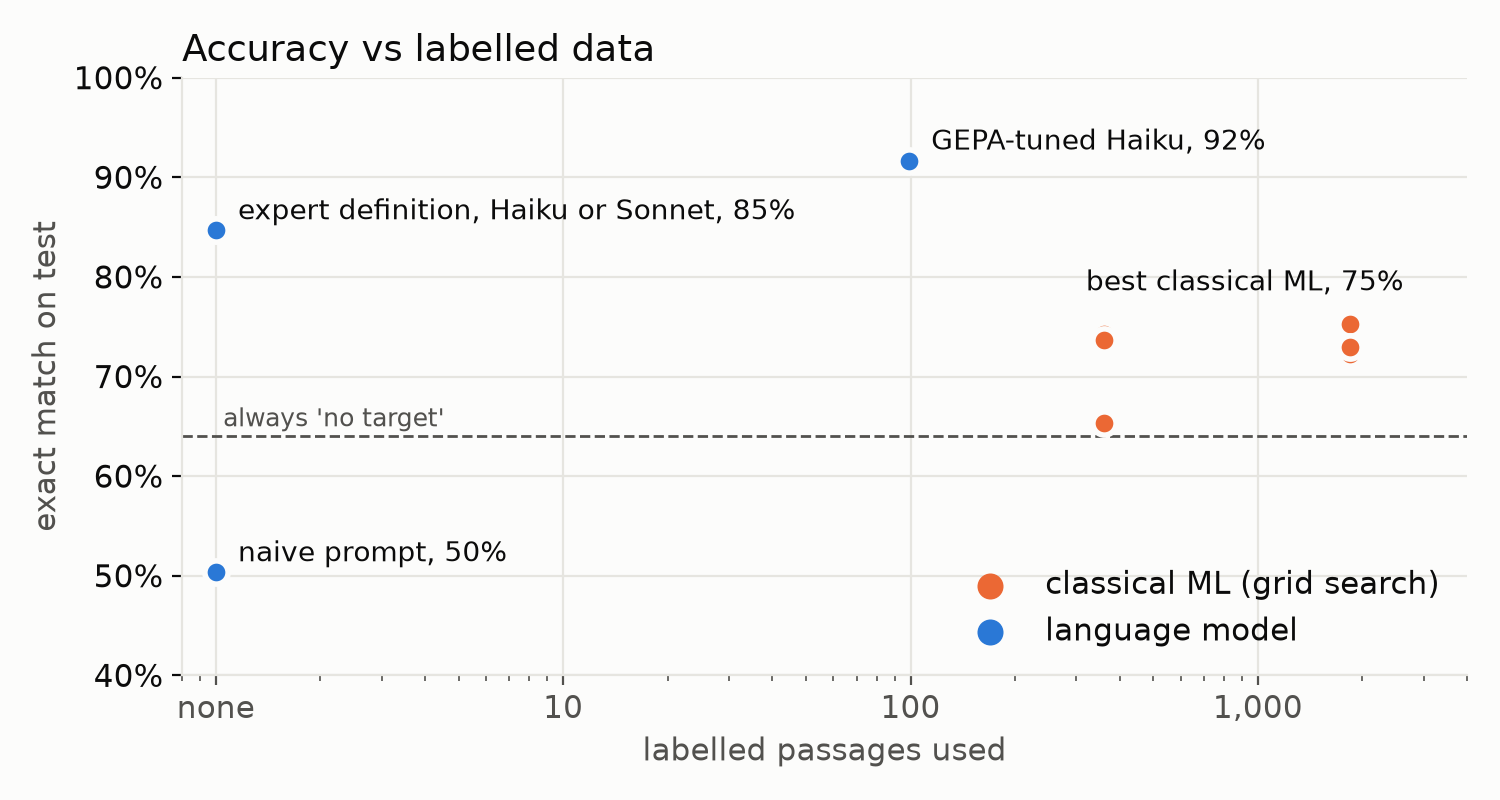 Accuracy vs labelled data
100%
90%
80%
70%
60%
50%
40%
exact match on test
GEPA-tuned Haiku, 92%
expert definition, Haiku or Sonnet, 85%
best classical ML, 75%
always 'no target'
naive prompt, 50%
classical ML (grid search)
language model
none
10
100
1,000
labelled passages used